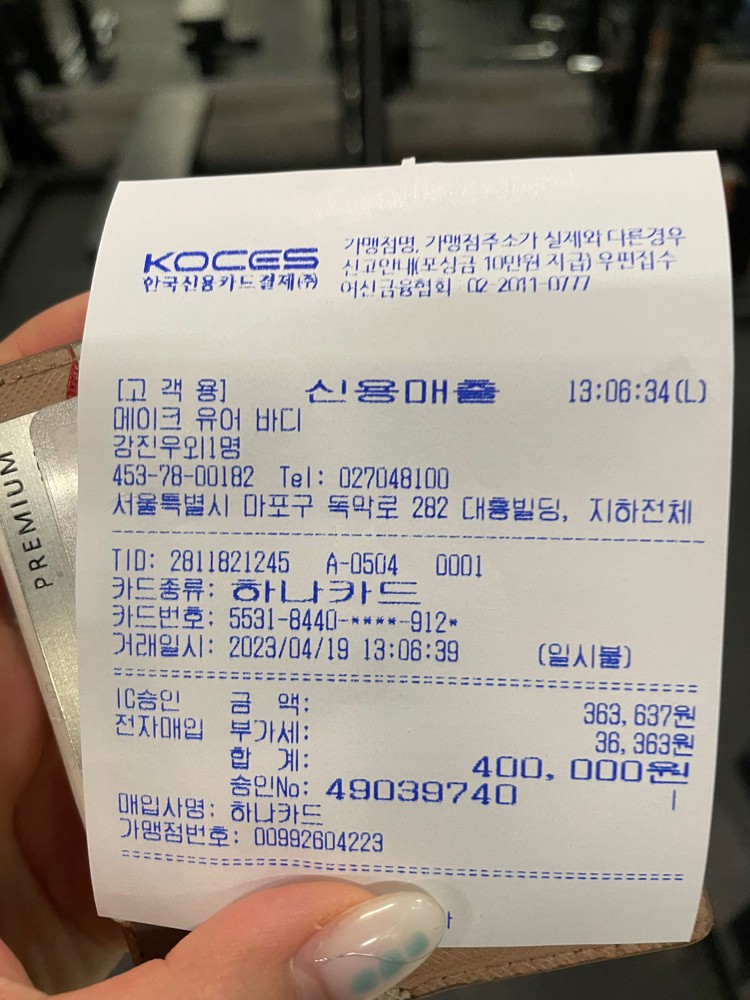 KOCES
한국신용카드결제(주)
가맹점명, 가맹점주소가 실제와 다른경우
신고안내(포상금 10만원 지급) 우편접수
여신금융협회 02-2011-0777
[고 객 용] 신용매출 13:06:34(L)
메이크 유어 바디
강진우외1명
453-78-00182 Tel: 027048100
서울특별시 마포구 독막로 282 대흥빌딩, 지하전체
TID: 2811821245 A-0504 0001
카드종류: 하나카드
카드번호: 5531-8440-****-912*
거래일시: 2023/04/19 13:06:39 (일시불)
IC승인 금 액: 363,637원
전자매입 부가세: 36,363원
합 계: 400,000원
승인No: 49039740
매입사명: 하나카드
가맹점번호: 00992604223
PREMIUM